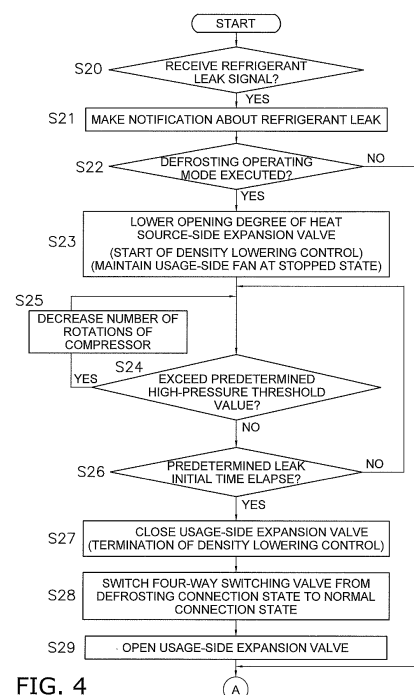 START
S20
RECEIVE REFRIGERANT
LEAK SIGNAL?
YES
S21
MAKE NOTIFICATION ABOUT REFRIGERANT LEAK
S22
DEFROSTING OPERATING
MODE EXECUTED?
NO
YES
S23
LOWER OPENING DEGREE OF HEAT
SOURCE-SIDE EXPANSION VALVE
(START OF DENSITY LOWERING CONTROL)
(MAINTAIN USAGE-SIDE FAN AT STOPPED STATE)
S25
DECREASE NUMBER OF
ROTATIONS OF
COMPRESSOR
S24
YES
EXCEED PREDETERMINED
HIGH-PRESSURE THRESHOLD
VALUE?
NO
S26
PREDETERMINED LEAK
INITIAL TIME ELAPSE?
NO
YES
S27
CLOSE USAGE-SIDE EXPANSION VALVE
(TERMINATION OF DENSITY LOWERING CONTROL)
S28
SWITCH FOUR-WAY SWITCHING VALVE FROM
DEFROSTING CONNECTION STATE TO NORMAL
CONNECTION STATE
S29
OPEN USAGE-SIDE EXPANSION VALVE
FIG. 4
A